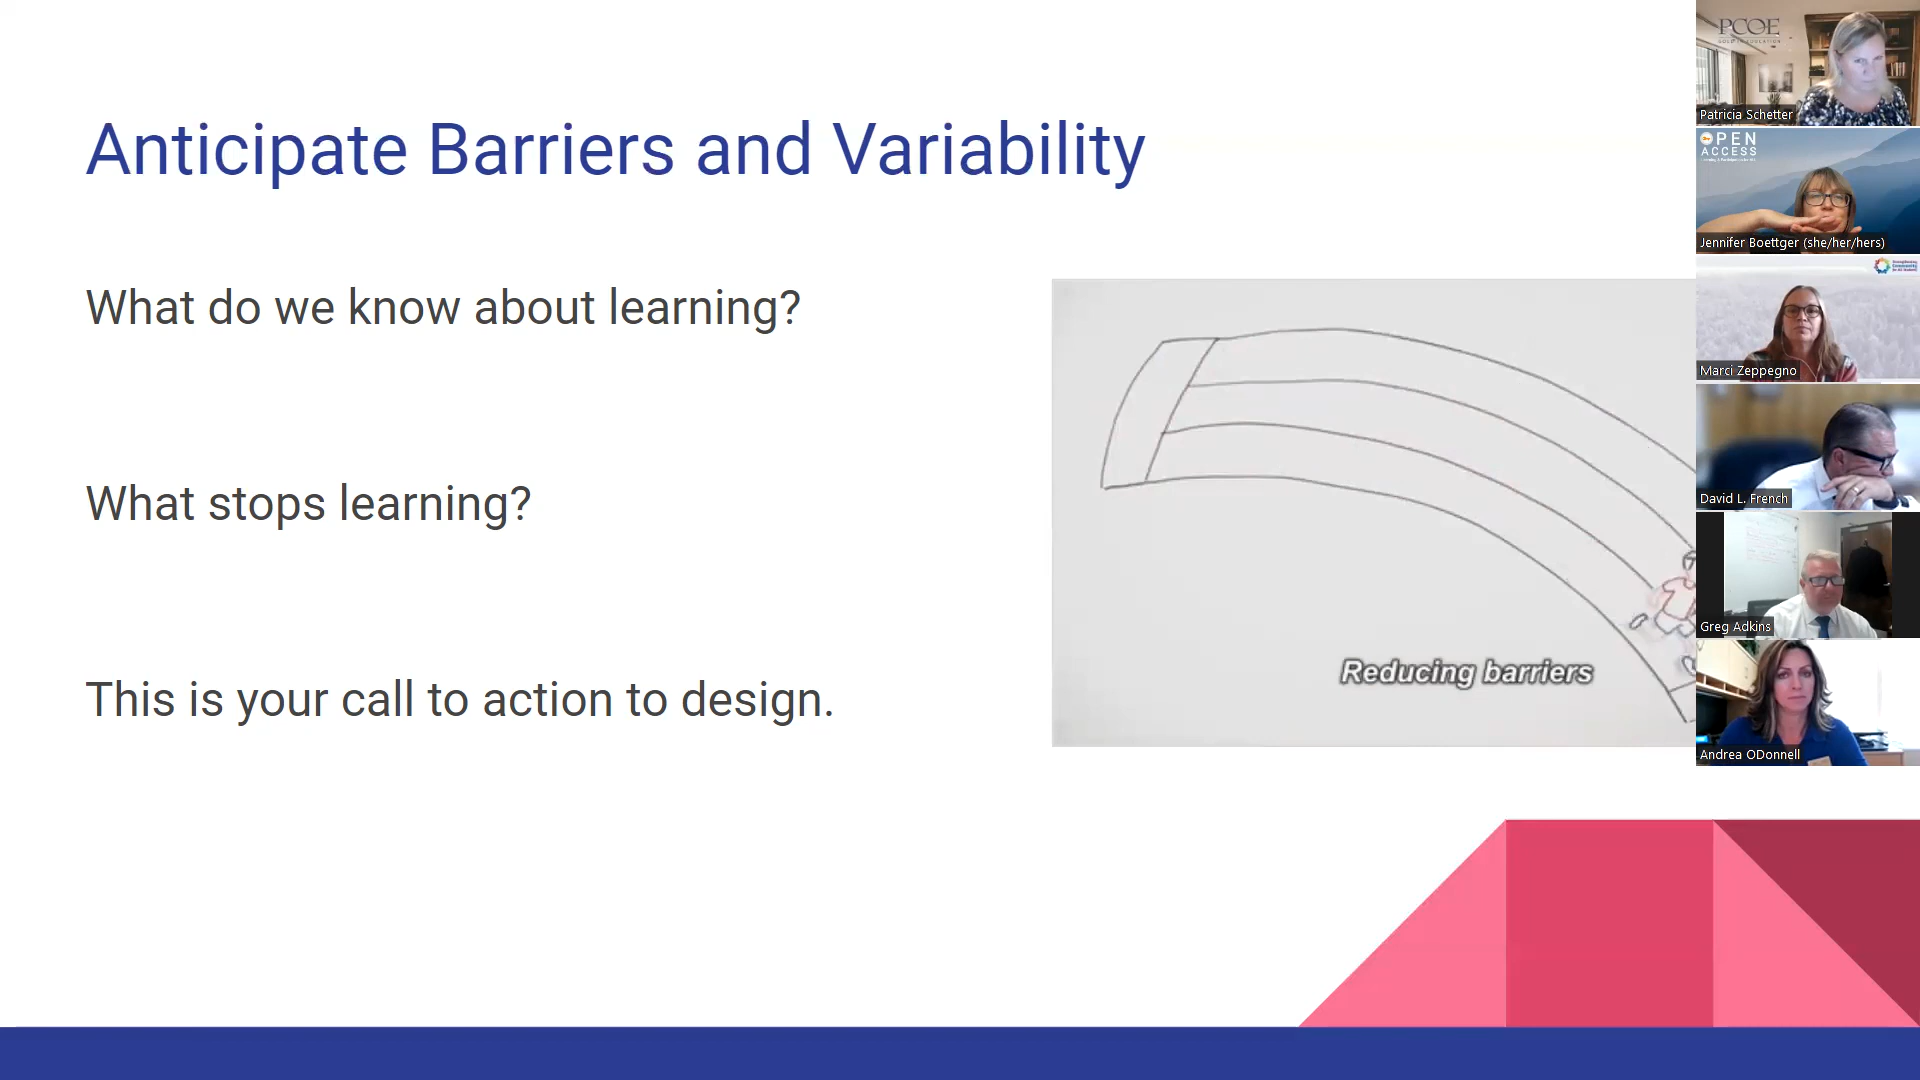 Anticipate Barriers and Variability
What do we know about learning?
What stops learning?
This is your call to action to design.
Reducing barriers
PCOE
Patricia Schetter
OPEN
ACCESS
Jennifer Boettger (she/her/hers)
Marci Zeppegno
David L. French
Greg Adkins
Andrea ODonnell